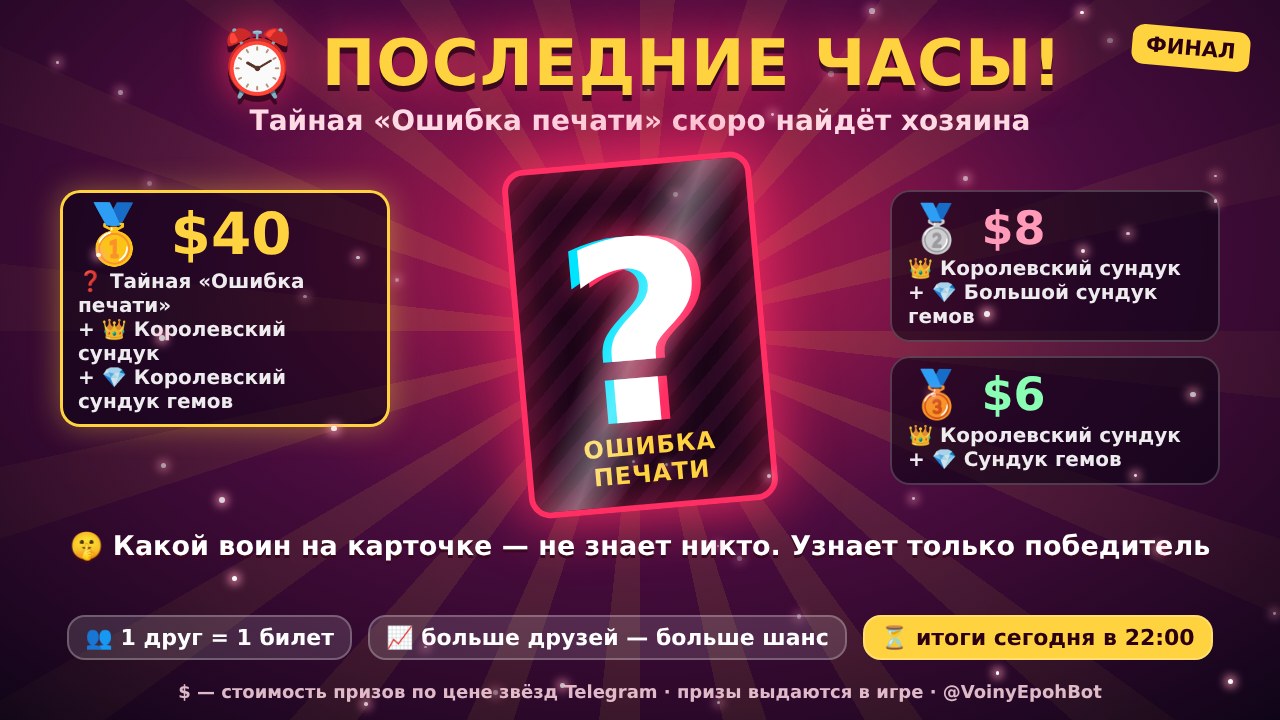 ⏰ ПОСЛЕДНИЕ ЧАСЫ!
ФИНАЛ
Тайная «Ошибка печати» скоро найдёт хозяина
🥇 $40
❓ Тайная «Ошибка
печати»
+ 👑 Королевский
сундук
+ 💎 Королевский
сундук гемов
?
ОШИБКА
ПЕЧАТИ
🥈 $8
👑 Королевский сундук
+ 💎 Большой сундук
гемов
🥉 $6
👑 Королевский сундук
+ 💎 Сундук гемов
🤫 Какой воин на карточке — не знает никто. Узнает только победитель
👥 1 друг = 1 билет
📈 больше друзей — больше шанс
⏳ итоги сегодня в 22:00
$ — стоимость призов по цене звёзд Telegram · призы выдаются в игре · @VoinyEpohBot